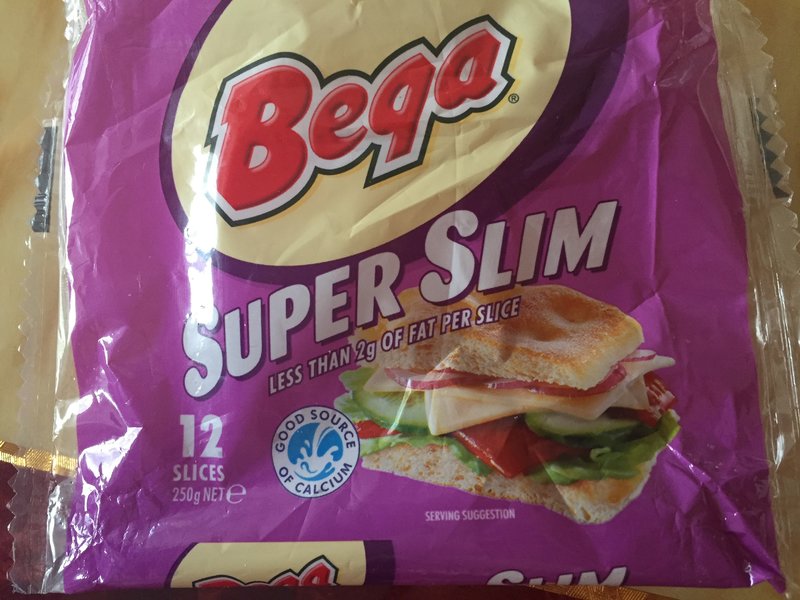 Bega®
SUPER SLIM
LESS THAN 2g OF FAT PER SLICE
12
SLICES
250g NET e
GOOD SOURCE
OF CALCIUM
SERVING SUGGESTION
Bega
SLIM